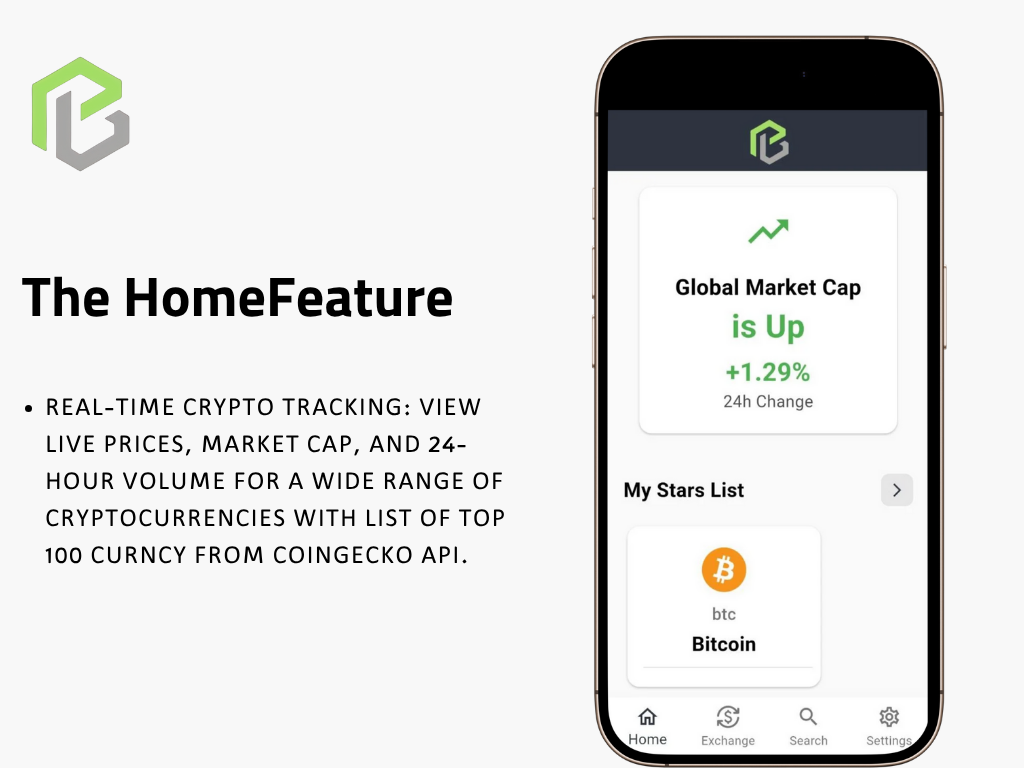 The HomeFeature
• REAL-TIME CRYPTO TRACKING: VIEW
LIVE PRICES, MARKET CAP, AND 24-
HOUR VOLUME FOR A WIDE RANGE OF
CRYPTOCURRENCIES WITH LIST OF TOP
100 CURNCY FROM COINGECKO API.
Global Market Cap
is Up
+1.29%
24h Change
My Stars List
btc
Bitcoin
Home Exchange Search Settings